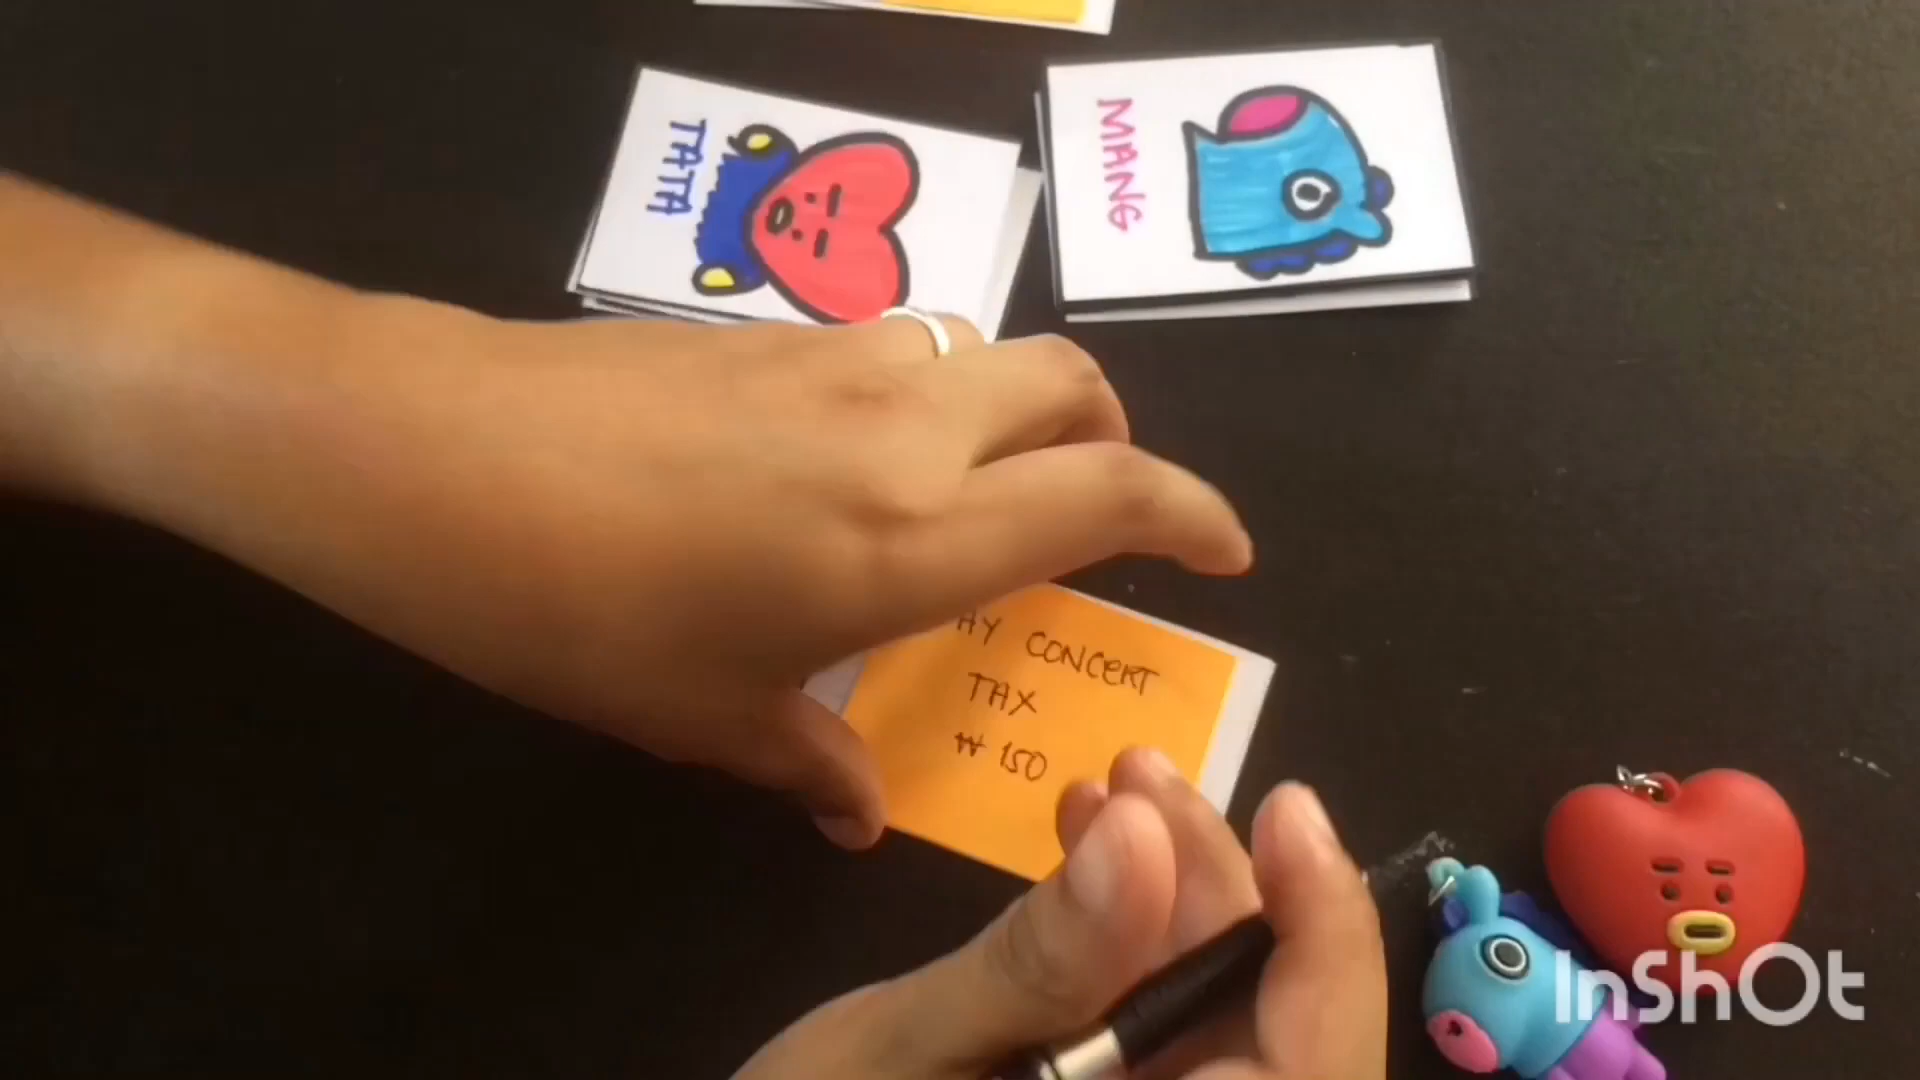 TATA
MANG
CONCERT
TAX
₩ 150
InShOt